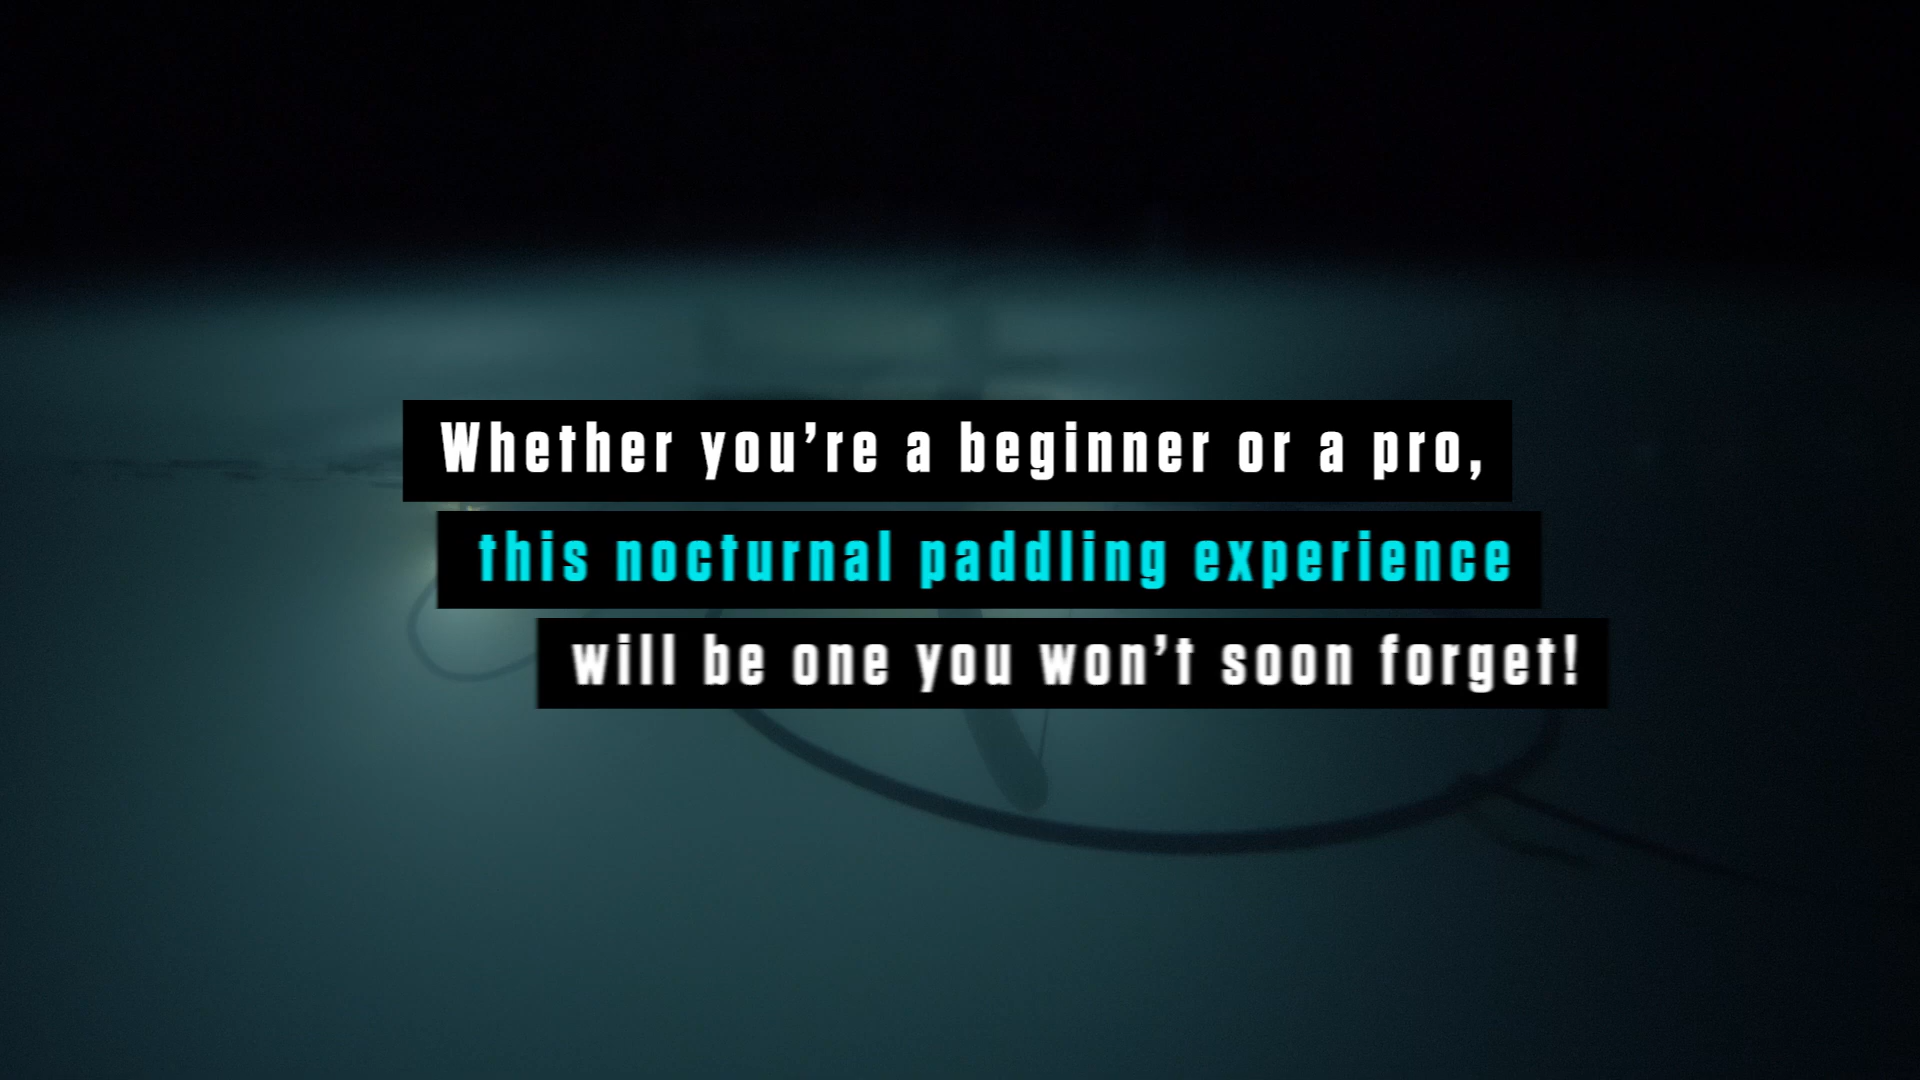 Whether you’re a beginner or a pro,
this nocturnal paddling experience
will be one you won’t soon forget!